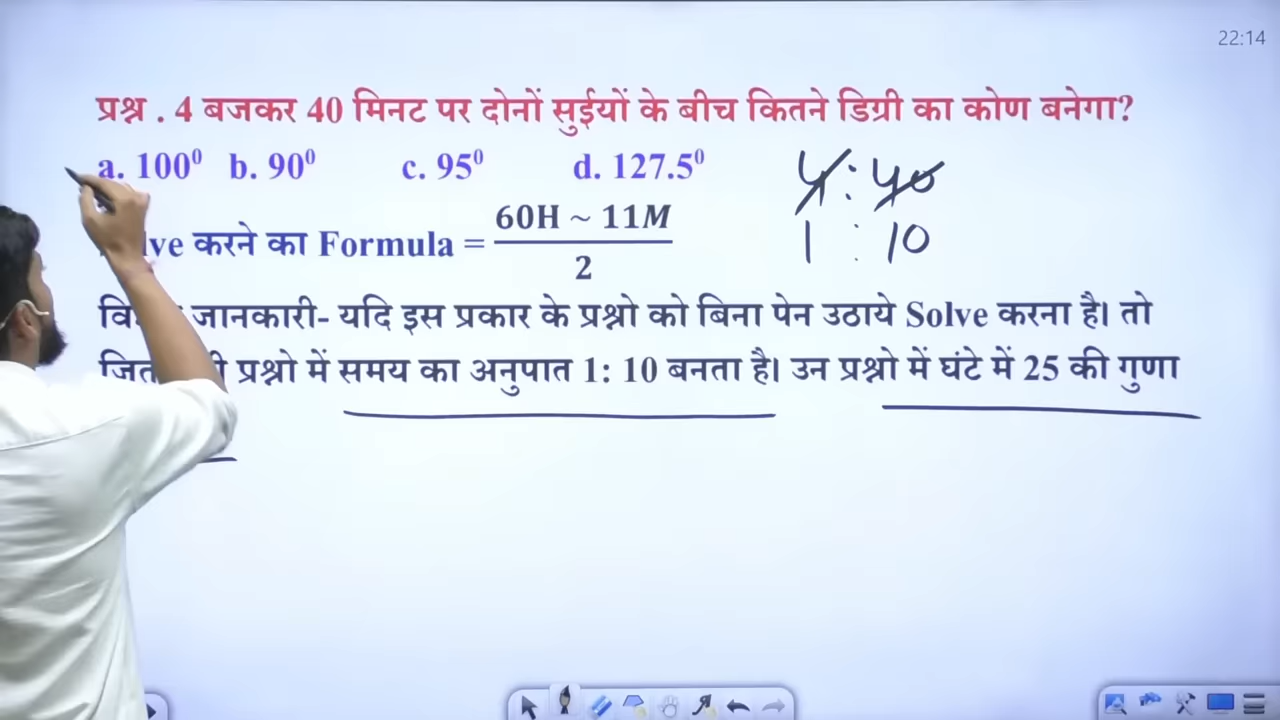 22:14
प्रश्न . 4 बजकर 40 मिनट पर दोनों सुईयों के बीच कितने डिग्री का कोण बनेगा?
a. 100⁰ b. 90⁰ c. 95⁰ d. 127.5⁰
4 : 40
1 : 10
करने का Formula = 60H ~ 11M / 2
जानकारी- यदि इस प्रकार के प्रश्नो को बिना पेन उठाये Solve करना है। तो
प्रश्नो में समय का अनुपात 1: 10 बनता है। उन प्रश्नो में घंटे में 25 की गुणा